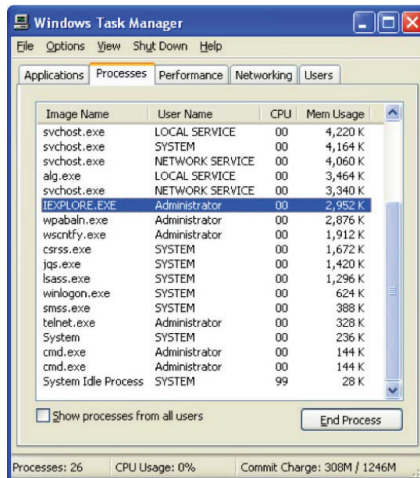 Windows Task Manager
File Options View Shut Down Help
Applications Processes Performance Networking Users
Image Name User Name CPU Mem Usage
svchost.exe LOCAL SERVICE 00 4,220 K
svchost.exe SYSTEM 00 4,164 K
svchost.exe NETWORK SERVICE 00 4,060 K
alg.exe LOCAL SERVICE 00 3,464 K
svchost.exe NETWORK SERVICE 00 3,340 K
IEXPLORE.EXE Administrator 00 2,952 K
wpabaln.exe Administrator 00 2,876 K
wscntfy.exe Administrator 00 1,912 K
csrss.exe SYSTEM 00 1,672 K
jqs.exe SYSTEM 00 1,420 K
lsass.exe SYSTEM 00 1,296 K
winlogon.exe SYSTEM 00 624 K
smss.exe SYSTEM 00 388 K
telnet.exe Administrator 00 328 K
System SYSTEM 00 236 K
cmd.exe Administrator 00 144 K
cmd.exe Administrator 00 144 K
System Idle Process SYSTEM 99 28 K
Show processes from all users
End Process
Processes: 26 CPU Usage: 0% Commit Charge: 308M / 1246M